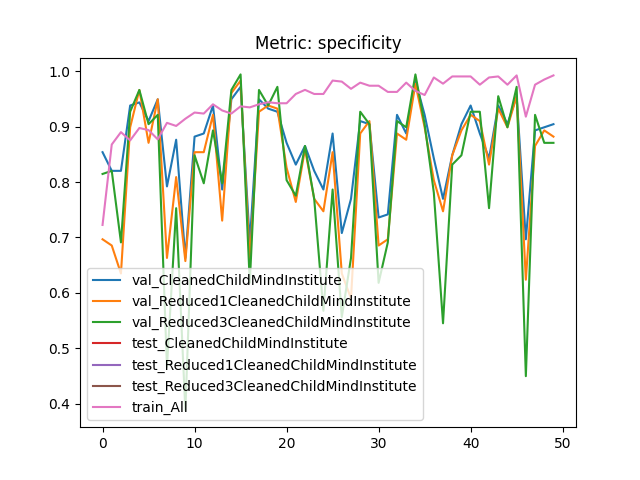 Metric: specificity
1.0
0.9
0.8
0.7
0.6
0.5
0.4
val_CleanedChildMindInstitute
val_Reduced1CleanedChildMindInstitute
val_Reduced3CleanedChildMindInstitute
test_CleanedChildMindInstitute
test_Reduced1CleanedChildMindInstitute
test_Reduced3CleanedChildMindInstitute
train_All
0 10 20 30 40 50